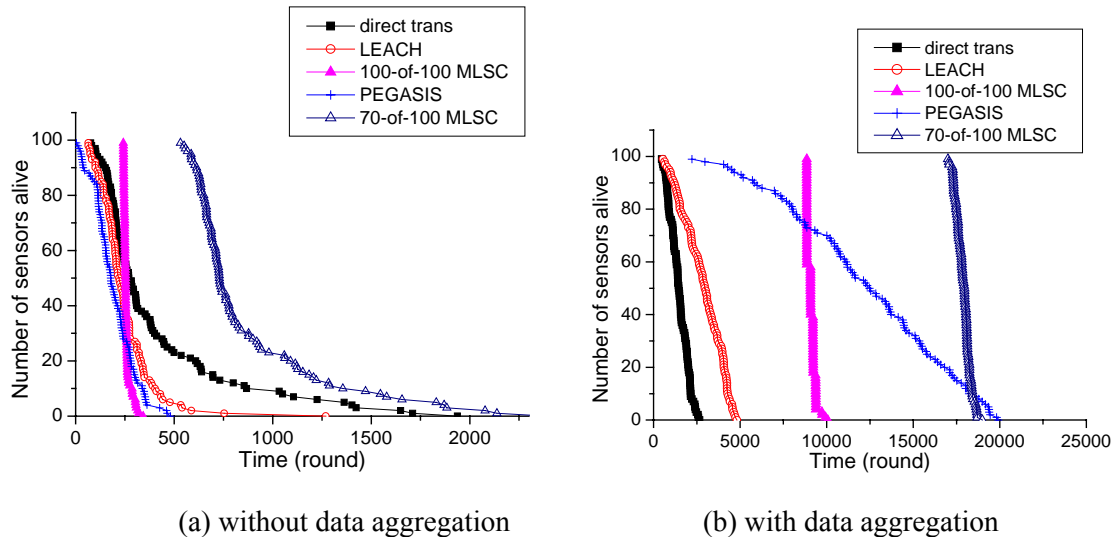 direct trans
LEACH
100-of-100 MLSC
PEGASIS
70-of-100 MLSC
100
80
60
40
20
0
Number of sensors alive
0 500 1000 1500 2000
Time (round)
(a) without data aggregation
direct trans
LEACH
100-of-100 MLSC
PEGASIS
70-of-100 MLSC
100
80
60
40
20
0
Number of sensors alive
0 5000 10000 15000 20000 25000
Time (round)
(b) with data aggregation